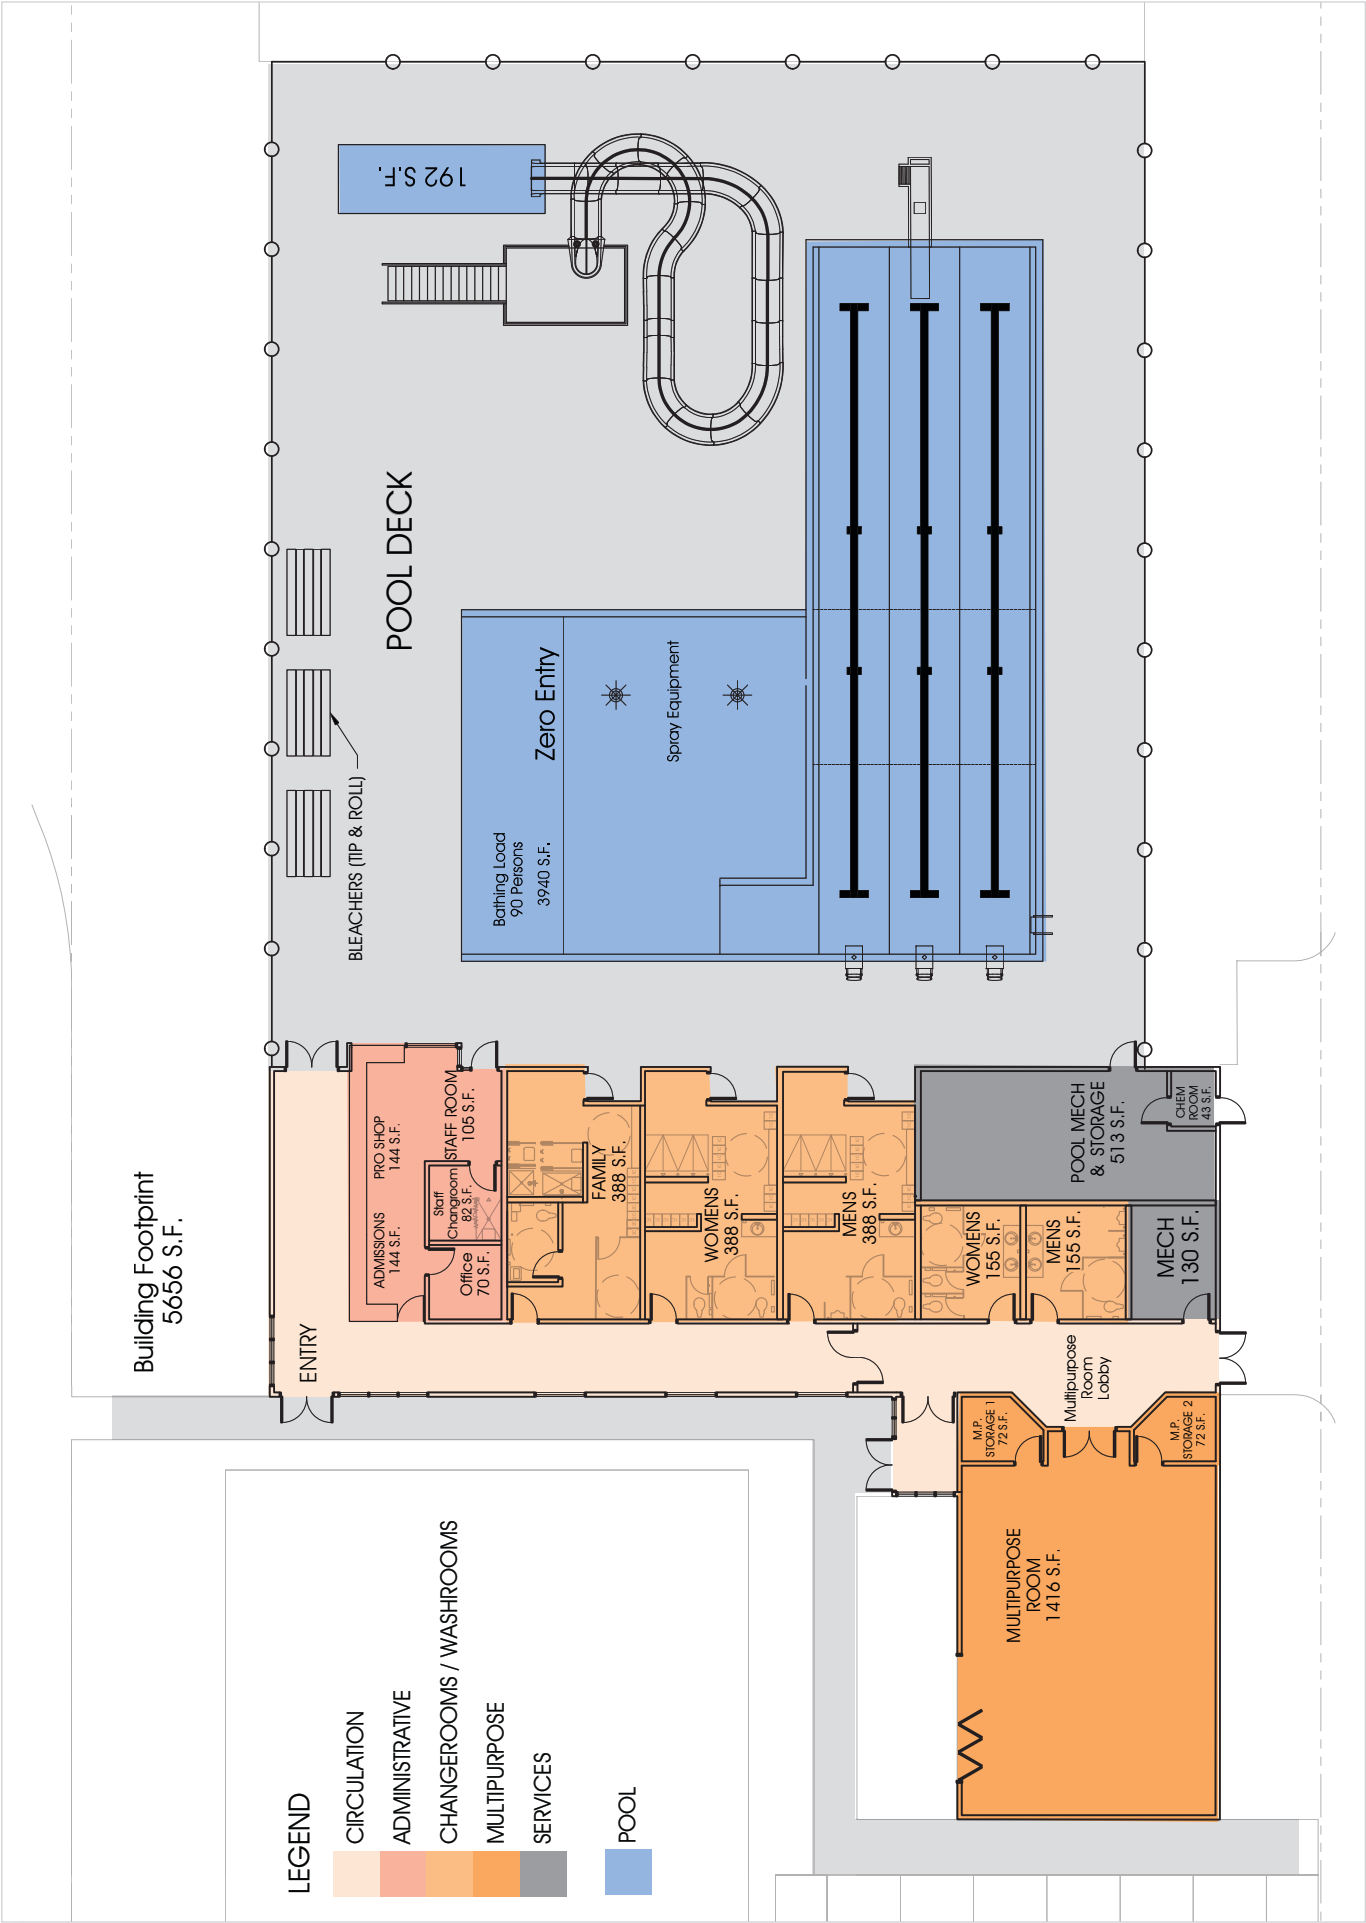 Building Footprint
5656 S.F.
192 S.F.
POOL DECK
BLEACHERS (TIP & ROLL)
Zero Entry
Spray Equipment
Bathing Load
90 Persons
3940 S.F.
ENTRY
ADMISSIONS
144 S.F.
PRO SHOP
144 S.F.
STAFF ROOM
105 S.F.
Staff
Changroom
82 S.F.
Office
70 S.F.
FAMILY
388 S.F.
WOMENS
388 S.F.
MENS
388 S.F.
WOMENS
155 S.F.
MENS
155 S.F.
POOL MECH
& STORAGE
513 S.F.
CHEM
ROOM
43 S.F.
MECH
130 S.F.
Multipurpose
Room
Lobby
M.P.
STORAGE 1
72 S.F.
M.P.
STORAGE 2
72 S.F.
MULTIPURPOSE
ROOM
1416 S.F.
LEGEND
CIRCULATION
ADMINISTRATIVE
CHANGEROOMS / WASHROOMS
MULTIPURPOSE
SERVICES
POOL